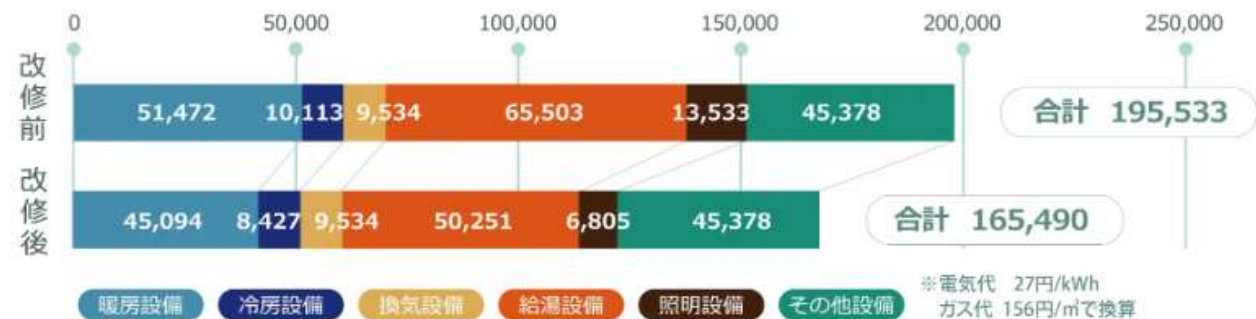 0 50,000 100,000 150,000 200,000 250,000
改修前
51,472 10,113 9,534 65,503 13,533 45,378
合計 195,533
改修後
45,094 8,427 9,534 50,251 6,805 45,378
合計 165,490
暖房設備 冷房設備 換気設備 給湯設備 照明設備 その他設備
※電気代 27円/kWh
ガス代 156円/㎥で換算